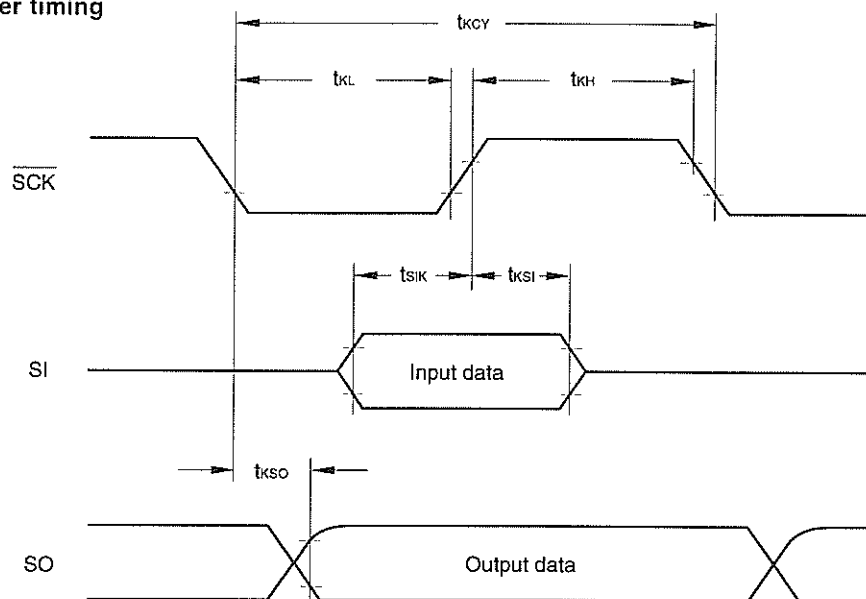 er timing
tKCY
tKL
tKH
SCK
tSIK
tKSI
SI
Input data
tKSO
SO
Output data